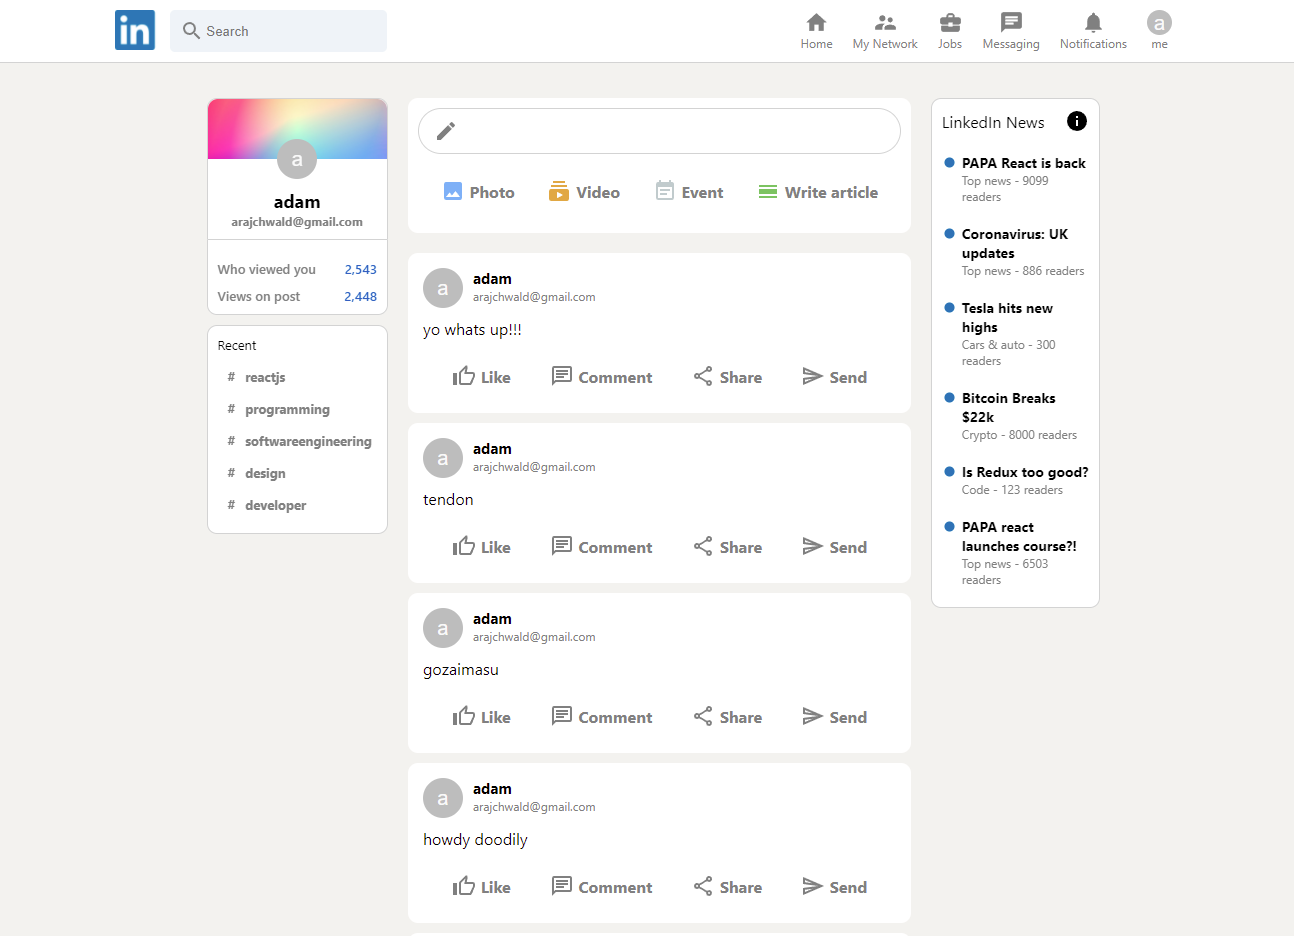 in Search
Home My Network Jobs Messaging Notifications me
a
a
adam
arajchwald@gmail.com
Who viewed you 2,543
Views on post 2,448
Recent
# reactjs
# programming
# softwareengineering
# design
# developer
Photo Video Event Write article
a
adam
arajchwald@gmail.com
yo whats up!!!
Like Comment Share Send
a
adam
arajchwald@gmail.com
tendon
Like Comment Share Send
a
adam
arajchwald@gmail.com
gozaimasu
Like Comment Share Send
a
adam
arajchwald@gmail.com
howdy doodily
Like Comment Share Send
LinkedIn News
PAPA React is back
Top news - 9099
readers
Coronavirus: UK
updates
Top news - 886 readers
Tesla hits new
highs
Cars & auto - 300
readers
Bitcoin Breaks
$22k
Crypto - 8000 readers
Is Redux too good?
Code - 123 readers
PAPA react
launches course?!
Top news - 6503
readers